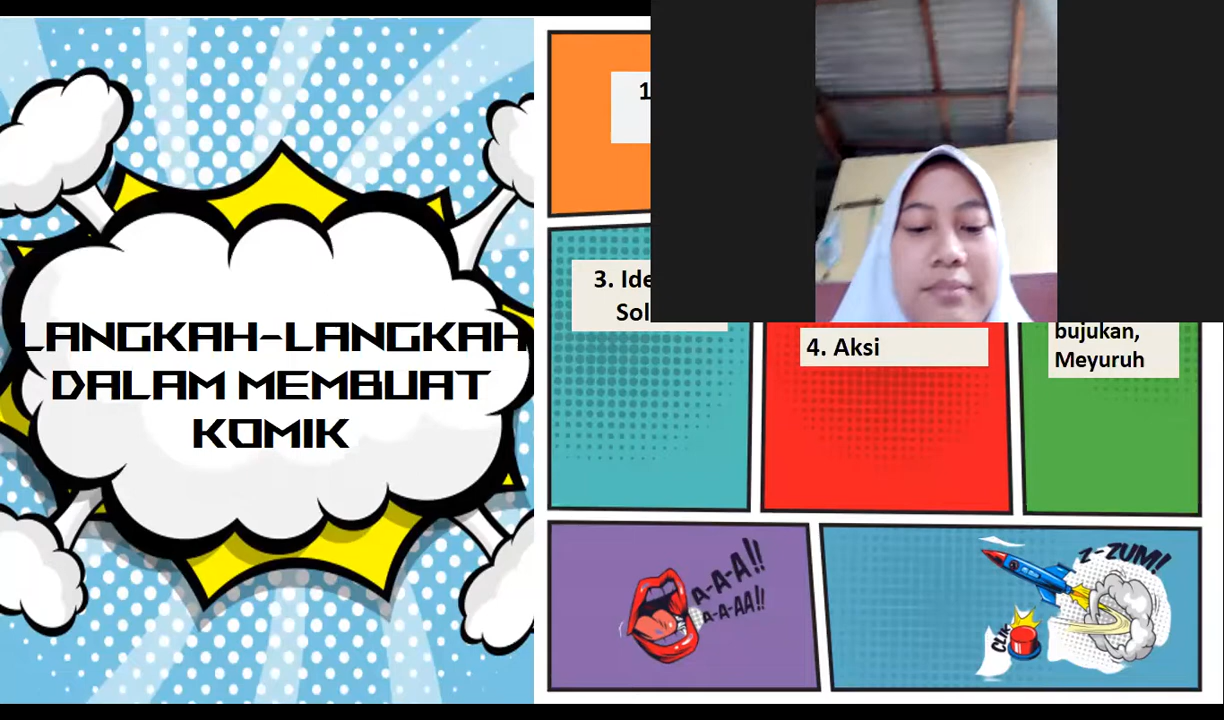 LANGKAH-LANGKAH
DALAM MEMBUAT
KOMIK
1
3. Ide
Sol
4. Aksi
bujukan,
Meyuruh
A-A-A!!
A-A-AA!!
Z-ZUM!
CLIK